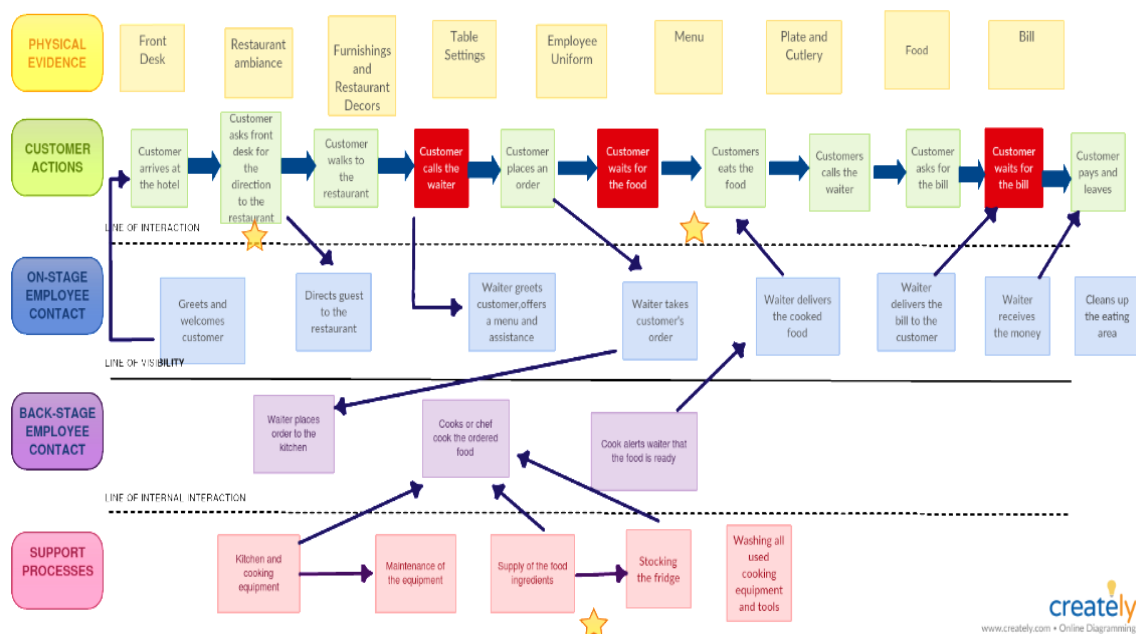 PHYSICAL
EVIDENCE
Front
Desk
Restaurant
ambiance
Furnishings
and
Restaurant
Decors
Table
Settings
Employee
Uniform
Menu
Plate and
Cutlery
Food
Bill
CUSTOMER
ACTIONS
Customer
arrives at
the hotel
Customer
asks front
desk for
the
direction
to the
restaurant
Customer
walks to
the
restaurant
Customer
calls the
waiter
Customer
places an
order
Customer
waits for
the food
Customers
eats the
food
Customers
calls the
waiter
Customer
asks for
the bill
Customer
waits for
the bill
Customer
pays and
leaves
LINE OF INTERACTION
ON-STAGE
EMPLOYEE
CONTACT
Greets and
welcomes
customer
Directs guest
to the
restaurant
Waiter greets
customer,offers
a menu and
assistance
Waiter takes
customer's
order
Waiter delivers
the cooked
food
Waiter
delivers the
bill to the
customer
Waiter
receives
the money
Cleans up
the eating
area
LINE OF VISIBILITY
BACK-STAGE
EMPLOYEE
CONTACT
Waiter places
order to the
kitchen
Cooks or chef
cook the ordered
food
Cook alerts waiter that
the food is ready
LINE OF INTERNAL INTERACTION
SUPPORT
PROCESSES
Kitchen and
cooking
equipment
Maintenance of
the equipment
Supply of the food
ingredients
Stocking
the fridge
Washing all
used
cooking
equipment
and tools
creately
www.creately.com • Online Diagramming